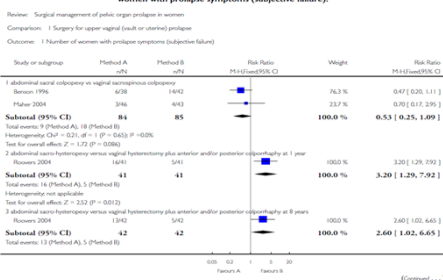 women with prolapse symptoms (subjective failure).
Review: Surgical management of pelvic organ prolapse in women
Comparison: 1 Surgery for upper vaginal (vault or uterine) prolapse
Outcome: 1 Number of women with prolapse symptoms (subjective failure)
Study or subgroup Method A Method B Risk Ratio Weight Risk Ratio
n/N n/N M-H,Fixed,95% CI M-H,Fixed,95% CI
1 abdominal sacral colpopexy vs vaginal sacrospinous colpopexy
Benson 1996 6/38 14/42 76.3 % 0.47 [ 0.20, 1.11 ]
Maher 2004 3/46 4/43 23.7 % 0.70 [ 0.17, 2.95 ]
Subtotal (95% CI) 84 85 100.0 % 0.53 [ 0.25, 1.09 ]
Total events: 9 (Method A), 18 (Method B)
Heterogeneity: Chi² = 0.21, df = 1 (P = 0.65); I² =0.0%
Test for overall effect: Z = 1.72 (P = 0.086)
2 abdominal sacrohysteropexy vs vaginal hysterectomy plus anterior and/or posterior colporrhaphy at 1 year
Roovers 2004 16/41 5/41 100.0 % 3.20 [ 1.29, 7.92 ]
Subtotal (95% CI) 41 41 100.0 % 3.20 [ 1.29, 7.92 ]
Total events: 16 (Method A), 5 (Method B)
Heterogeneity: not applicable
Test for overall effect: Z = 2.52 (P = 0.012)
3 abdominal sacrohysteropexy versus vaginal hysterectomy plus anterior and/or posterior colporrhaphy at 8 years
Roovers 2004 13/42 5/42 100.0 % 2.60 [ 1.02, 6.65 ]
Subtotal (95% CI) 42 42 100.0 % 2.60 [ 1.02, 6.65 ]
Total events: 13 (Method A), 5 (Method B)
0.05 0.2 1 5 20
Favours A Favours B
(Continued . . .